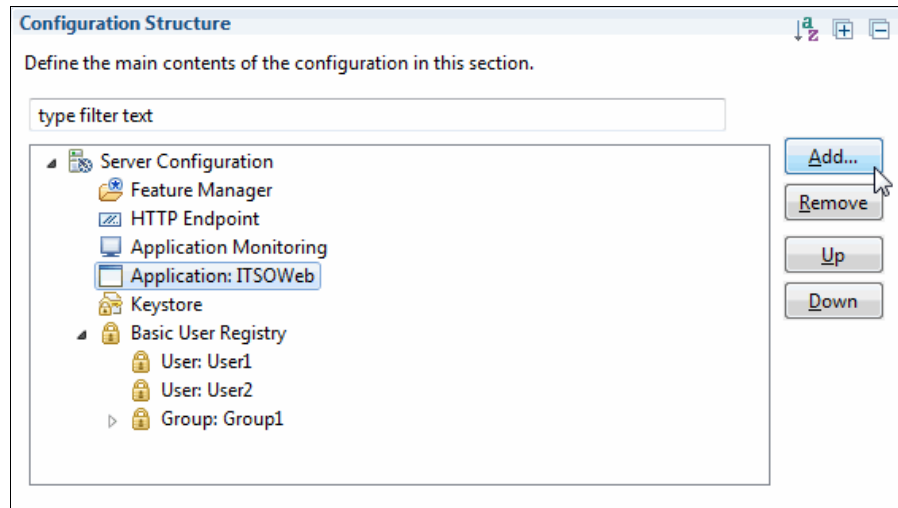 Configuration Structure
a
z
Define the main contents of the configuration in this section.
type filter text
Server Configuration
Add...
Feature Manager
Remove
HTTP Endpoint
Application Monitoring
Up
Application: ITSOWeb
Keystore
Down
Basic User Registry
User: User1
User: User2
Group: Group1